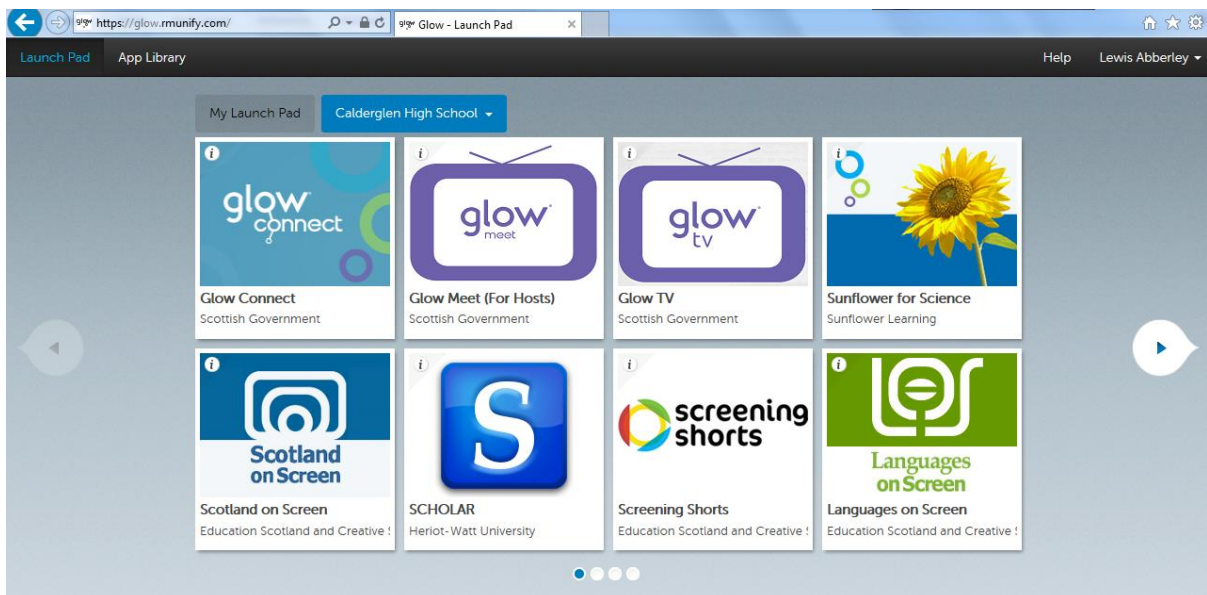 https://glow.rmunify.com/
glow Glow - Launch Pad
Launch Pad App Library Help Lewis Abberley
My Launch Pad Calderglen High School
glow connect
glow meet
glow tv
Glow Connect
Scottish Government
Glow Meet (For Hosts)
Scottish Government
Glow TV
Scottish Government
Sunflower for Science
Sunflower Learning
Scotland on Screen
S
screening shorts
Languages on Screen
Scotland on Screen
Education Scotland and Creative
SCHOLAR
Heriot-Watt University
Screening Shorts
Education Scotland and Creative
Languages on Screen
Education Scotland and Creative